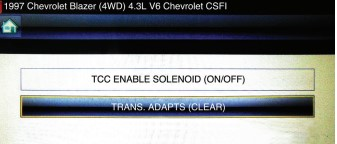 1997 Chevrolet Blazer (4WD) 4.3L V6 Chevrolet CSFI
TCC ENABLE SOLENOID (ON/OFF)
TRANS. ADAPTS (CLEAR)